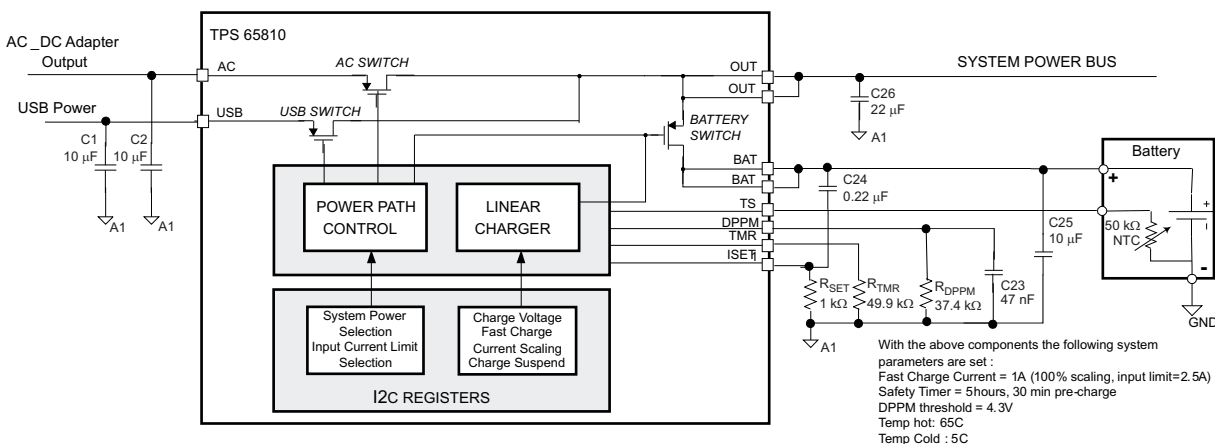 TPS 65810
AC _DC Adapter
Output
USB Power
C1
10 μF
C2
10 μF
A1
A1
AC
USB
AC SWITCH
USB SWITCH
BATTERY
SWITCH
OUT
OUT
BAT
BAT
TS
DPPM
TMR
ISET1
POWER PATH
CONTROL
LINEAR
CHARGER
System Power
Selection
Input Current Limit
Selection
Charge Voltage
Fast Charge
Current Scaling
Charge Suspend
I2C REGISTERS
SYSTEM POWER BUS
C26
22 μF
A1
C24
0.22 μF
C25
10 μF
C23
47 nF
RSET
1 kΩ
RTMR
49.9 kΩ
RDPPM
37.4 kΩ
A1
Battery
+
+
-
50 kΩ
NTC
-
GND
With the above components the following system
parameters are set :
Fast Charge Current = 1A (100% scaling, input limit=2.5A)
Safety Timer = 5hours, 30 min pre-charge
DPPM threshold = 4.3V
Temp hot: 65C
Temp Cold : 5C